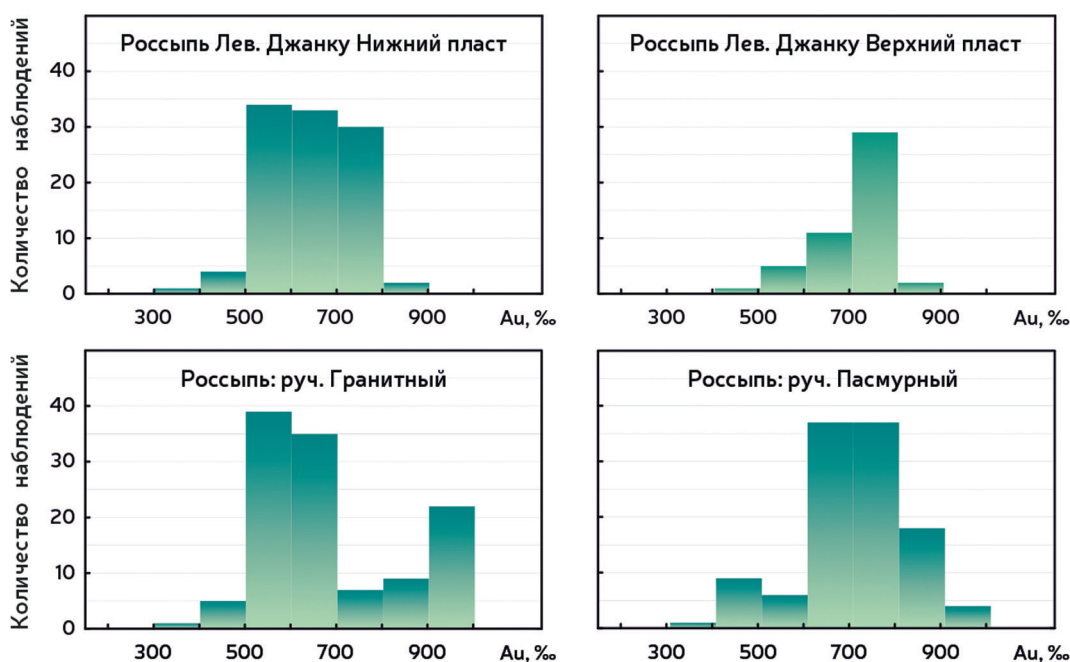 Россыпь Лев. Джанку Нижний пласт
Количество наблюдений
40
30
20
10
0
300 500 700 900 Au, ‰
Россыпь Лев. Джанку Верхний пласт
300 500 700 900 Au, ‰
Россыпь: руч. Гранитный
Количество наблюдений
40
30
20
10
0
300 500 700 900 Au, ‰
Россыпь: руч. Пасмурный
300 500 700 900 Au, ‰